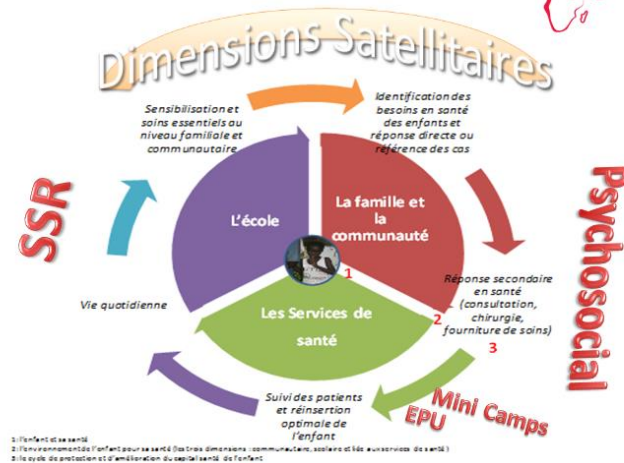 Dimensions Satellitaires
Sensibilisation et
soins essentiels au
niveau familiale et
communautaire
Identification des
besoins en santé
des enfants et
réponse directe ou
référence des cas
SSR
Psychosocial
L'école
La famille et
la
communauté
1
Les Services de
santé
2
Réponse secondaire
en santé
(consultation,
chirurgie,
fourniture de soins)
3
Vie quotidienne
Suivi des patients
et réinsertion
optimale de
l'enfant
Mini Camps
EPU
1: l'enfant et sa santé
2: l'environnement de l'enfant pour sa santé (les trois dimensions : communautaire, scolaire et liés aux services de santé)
3: le cycle de protection et d'amélioration du capital santé de l'enfant